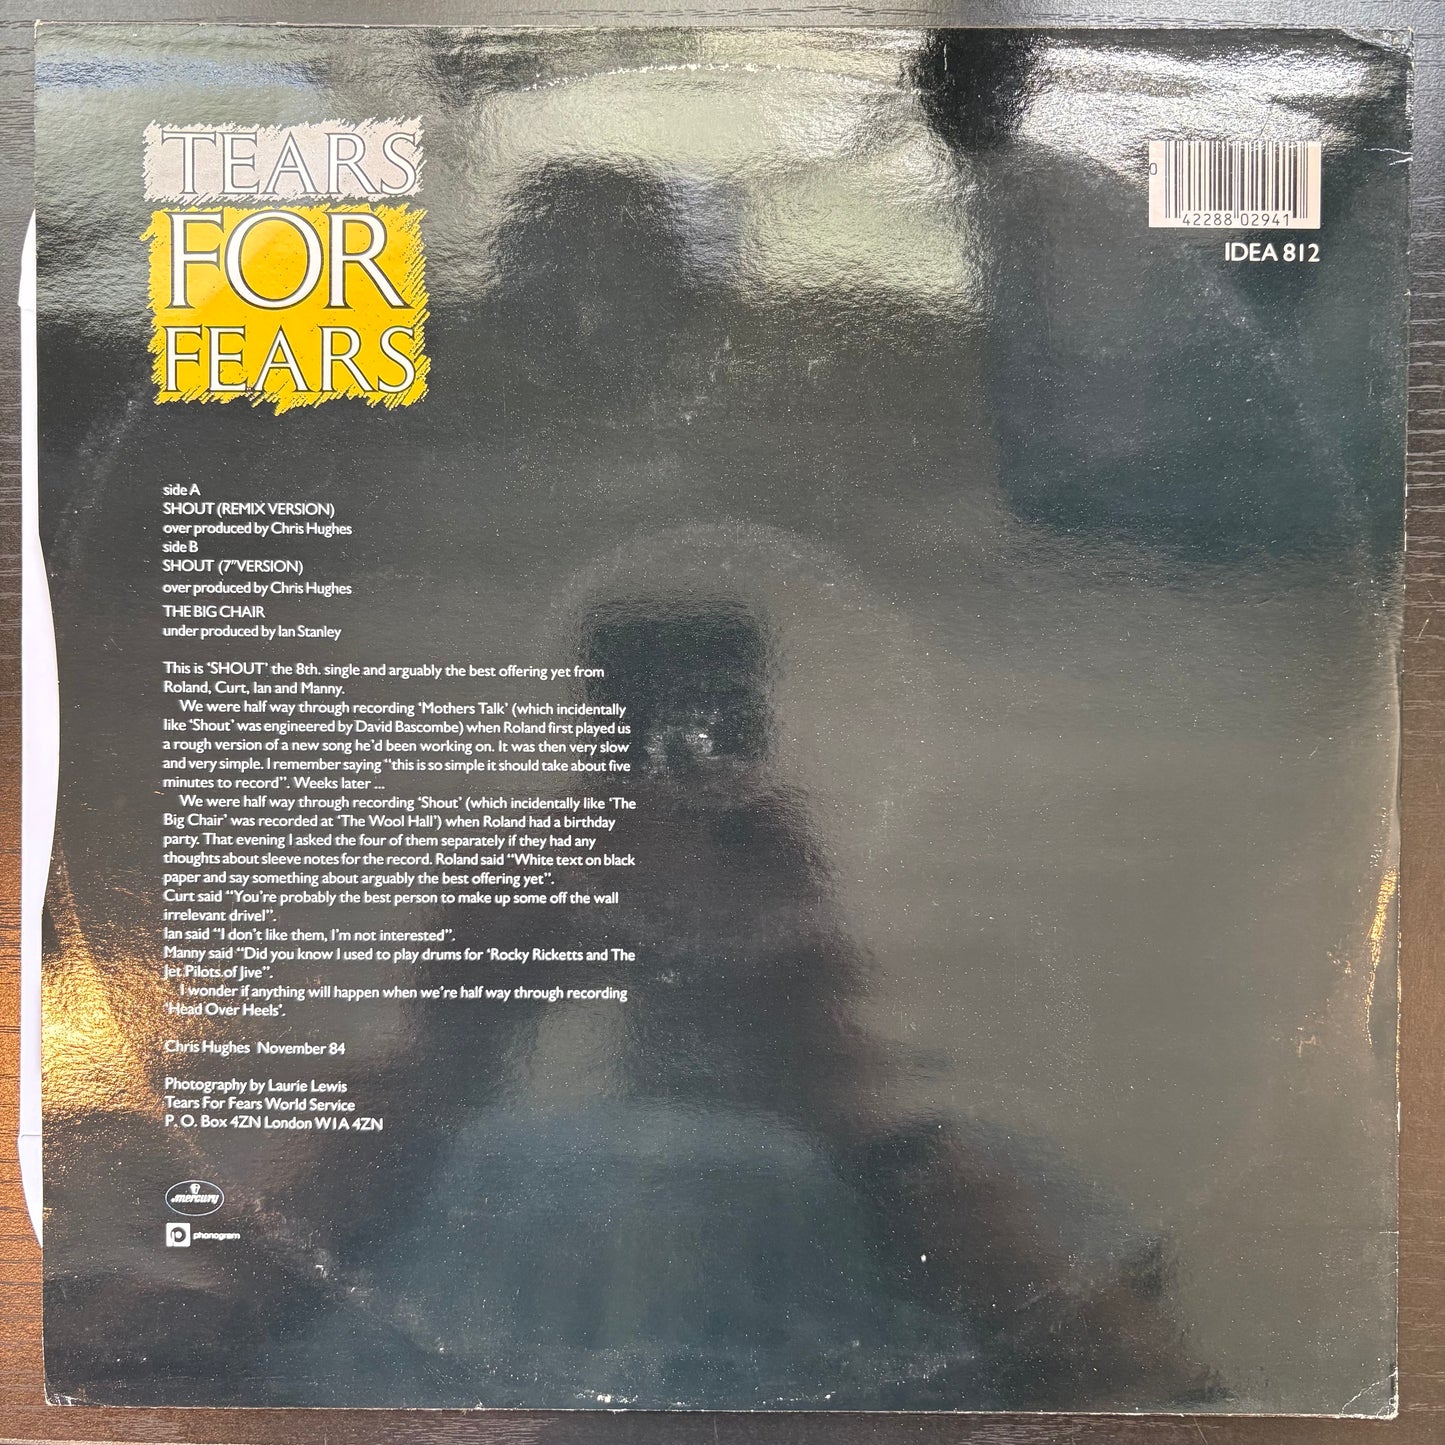 TEARS
FOR
FEARS
0
42288 02941
IDEA 812
side A
SHOUT (REMIX VERSION)
over produced by Chris Hughes
side B
SHOUT (7″VERSION)
over produced by Chris Hughes
THE BIG CHAIR
under produced by Ian Stanley
This is ‘SHOUT’ the 8th. single and arguably the best offering yet from
Roland, Curt, Ian and Manny.
We were half way through recording ‘Mothers Talk’ (which incidentally
like ‘Shout’ was engineered by David Bascombe) when Roland first played us
a rough version of a new song he’d been working on. It was then very slow
and very simple. I remember saying “this is so simple it should take about five
minutes to record”. Weeks later ...
We were half way through recording ‘Shout’ (which incidentally like ‘The
Big Chair’ was recorded at ‘The Wool Hall’) when Roland had a birthday
party. That evening I asked the four of them separately if they had any
thoughts about sleeve notes for the record. Roland said “White text on black
paper and say something about arguably the best offering yet”.
Curt said “You’re probably the best person to make up some off the wall
irrelevant drivel”.
Ian said “I don’t like them, I’m not interested”.
Manny said “Did you know I used to play drums for ‘Rocky Ricketts and The
Jet Pilots of Jive”.
I wonder if anything will happen when we’re half way through recording
‘Head Over Heels’.
Chris Hughes November 84
Photography by Laurie Lewis
Tears For Fears World Service
P. O. Box 4ZN London W1A 4ZN
mercury
phonogram